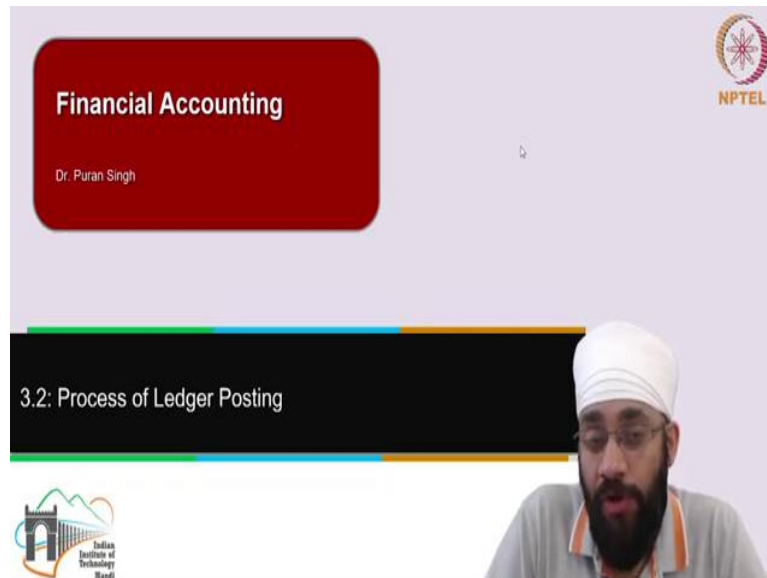 Financial Accounting
NPTEL
Dr. Puran Singh
3.2: Process of Ledger Posting
Indian
Institute of
Technology
Mandi